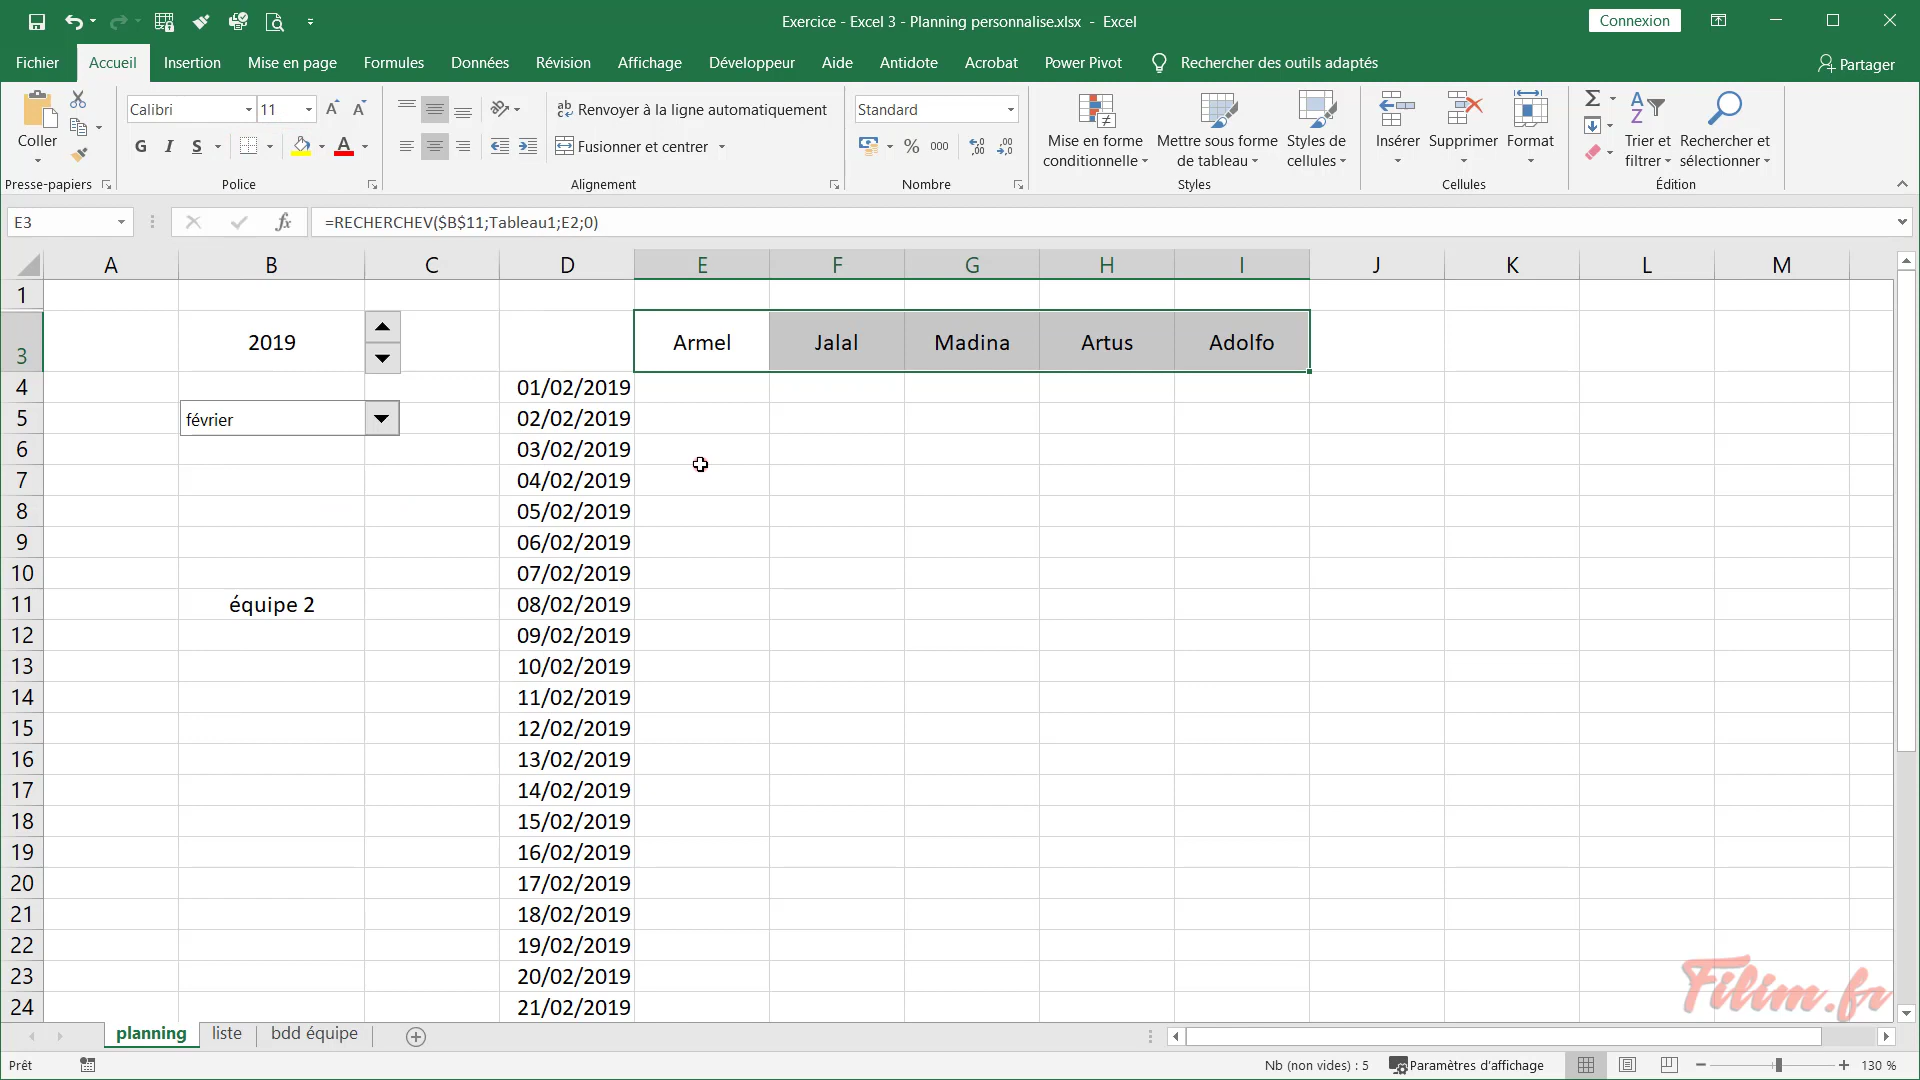 Exercice - Excel 3 - Planning personnalise.xlsx - Excel
Connexion
Fichier
Accueil
Insertion
Mise en page
Formules
Données
Révision
Affichage
Développeur
Aide
Antidote
Acrobat
Power Pivot
Rechercher des outils adaptés
Partager
Coller
Presse-papiers
Calibri
11
G I S
Police
Renvoyer à la ligne automatiquement
Fusionner et centrer
Alignement
Standard
% 000
Nombre
Mise en forme conditionnelle
Mettre sous forme de tableau
Styles de cellules
Styles
Insérer
Supprimer
Format
Cellules
Trier et filtrer
Rechercher et sélectionner
Édition
E3
fx
=RECHERCHEV($B$11;Tableau1;E2;0)
A B C D E F G H I J K L M
1
3 2019 Armel Jalal Madina Artus Adolfo
4 01/02/2019
5 février 02/02/2019
6 03/02/2019
7 04/02/2019
8 05/02/2019
9 06/02/2019
10 07/02/2019
11 équipe 2 08/02/2019
12 09/02/2019
13 10/02/2019
14 11/02/2019
15 12/02/2019
16 13/02/2019
17 14/02/2019
18 15/02/2019
19 16/02/2019
20 17/02/2019
21 18/02/2019
22 19/02/2019
23 20/02/2019
24 21/02/2019
Filim.fr
planning
liste
bdd équipe
Prêt
Nb (non vides) : 5
Paramètres d'affichage
130 %